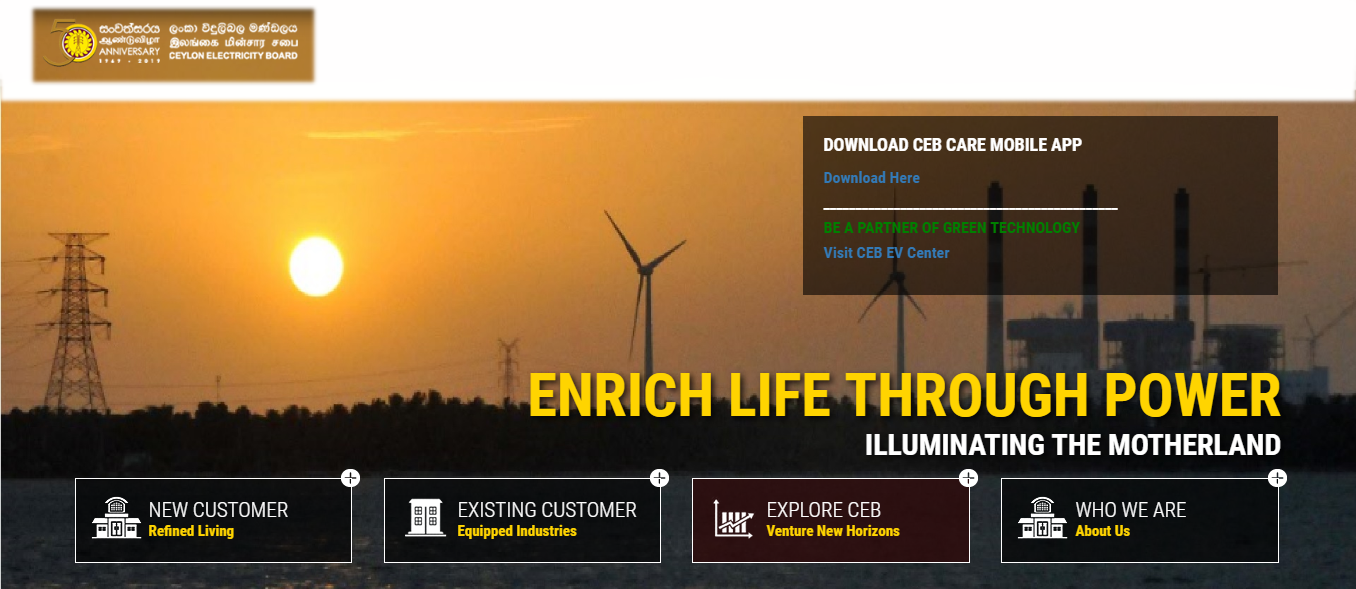 50
සංවත්සරය
ஆண்டுவிழா
ANNIVERSARY
1969 - 2019
ලංකා විදුලිබල මණ්ඩලය
இலங்கை மின்சார சபை
CEYLON ELECTRICITY BOARD
DOWNLOAD CEB CARE MOBILE APP
Download Here
BE A PARTNER OF GREEN TECHNOLOGY
Visit CEB EV Center
ENRICH LIFE THROUGH POWER
ILLUMINATING THE MOTHERLAND
NEW CUSTOMER
Refined Living
EXISTING CUSTOMER
Equipped Industries
EXPLORE CEB
Venture New Horizons
WHO WE ARE
About Us